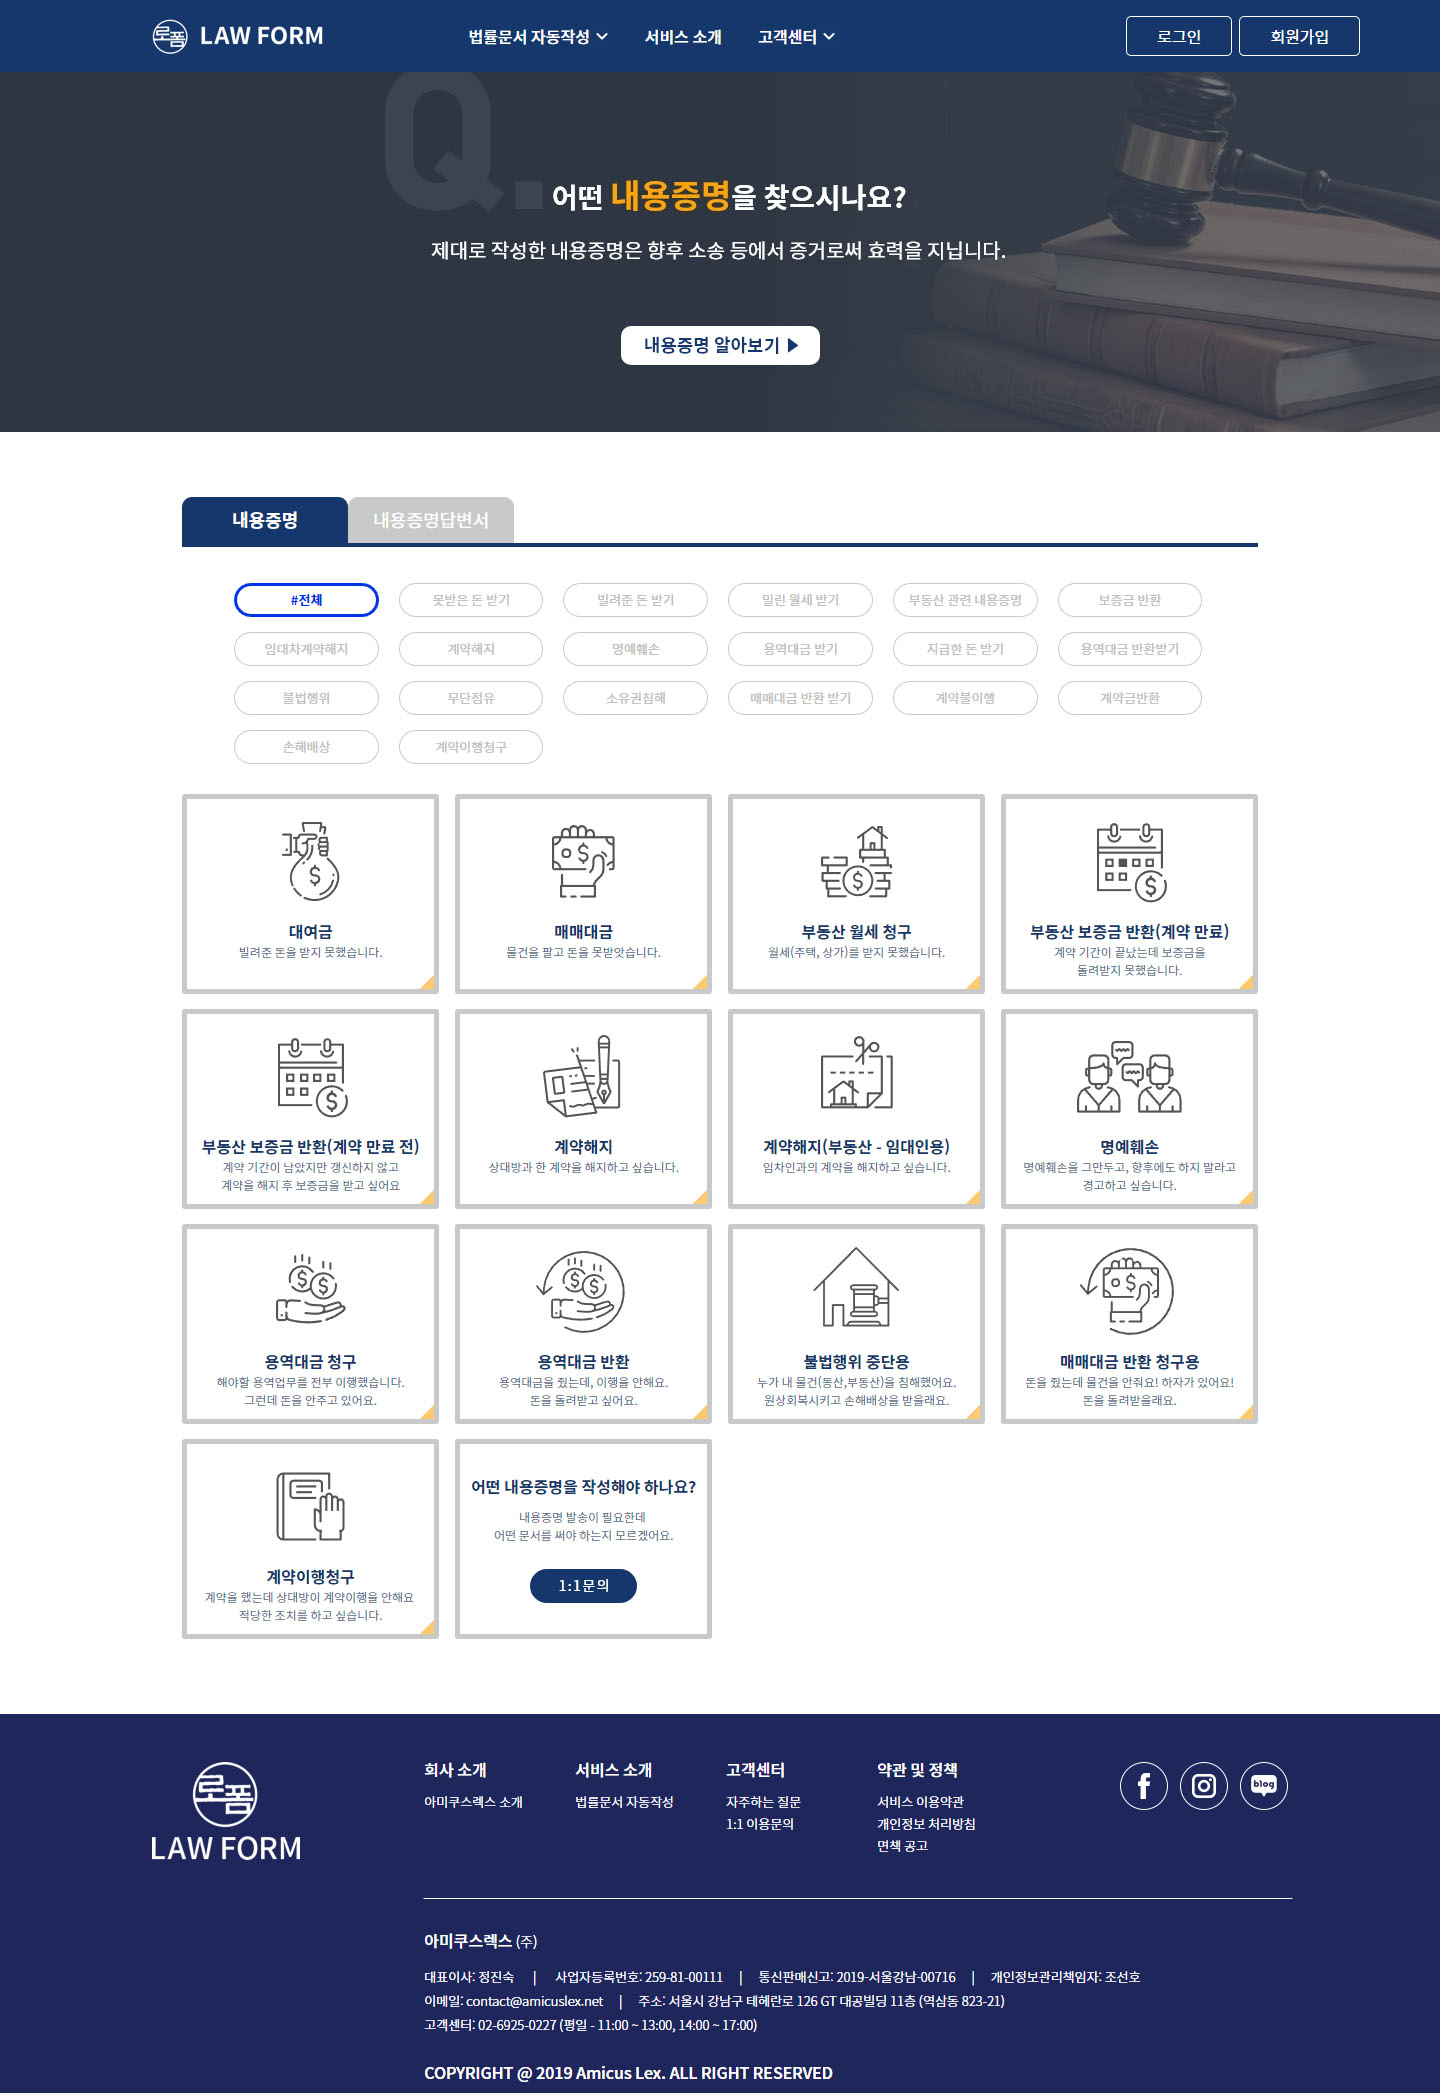 로폼 LAW FORM
법률문서 자동작성
서비스 소개
고객센터
로그인
회원가입
Q.
어떤 내용증명을 찾으시나요?
제대로 작성한 내용증명은 향후 소송 등에서 증거로써 효력을 지닙니다.
내용증명 알아보기
내용증명
내용증명답변서
#전체
못받은 돈 받기
빌려준 돈 받기
밀린 월세 받기
부동산 관련 내용증명
보증금 반환
임대차계약해지
계약해지
명예훼손
용역대금 받기
지급한 돈 받기
용역대금 반환받기
불법행위
무단점유
소유권침해
매매대금 반환 받기
계약불이행
계약금반환
손해배상
계약이행청구
대여금
빌려준 돈을 받지 못했습니다.
매매대금
물건을 팔고 돈을 못받앗습니다.
부동산 월세 청구
월세(주택, 상가)를 받지 못했습니다.
부동산 보증금 반환(계약 만료)
계약 기간이 끝났는데 보증금을
돌려받지 못했습니다.
부동산 보증금 반환(계약 만료 전)
계약 기간이 남았지만 갱신하지 않고
계약을 해지 후 보증금을 받고 싶어요
계약해지
상대방과 한 계약을 해지하고 싶습니다.
계약해지(부동산 - 임대인용)
임차인과의 계약을 해지하고 싶습니다.
명예훼손
명예훼손을 그만두고, 향후에도 하지 말라고
경고하고 싶습니다.
용역대금 청구
해야할 용역업무를 전부 이행했습니다.
그런데 돈을 안주고 있어요.
용역대금 반환
용역대금을 줬는데, 이행을 안해요.
돈을 돌려받고 싶어요.
불법행위 중단용
누가 내 물건(동산,부동산)을 침해했어요.
원상회복시키고 손해배상을 받을래요.
매매대금 반환 청구용
돈을 줬는데 물건을 안줘요! 하자가 있어요!
돈을 돌려받을래요.
계약이행청구
계약을 했는데 상대방이 계약이행을 안해요
적당한 조치를 하고 싶습니다.
어떤 내용증명을 작성해야 하나요?
내용증명 발송이 필요한데
어떤 문서를 써야 하는지 모르겠어요.
1:1문의
로폼
LAW FORM
회사 소개
아미쿠스렉스 소개
서비스 소개
법률문서 자동작성
고객센터
자주하는 질문
1:1 이용문의
약관 및 정책
서비스 이용약관
개인정보 처리방침
면책 공고
blog
아미쿠스렉스 (주)
대표이사: 정진숙 | 사업자등록번호: 259-81-00111 | 통신판매신고: 2019-서울강남-00716 | 개인정보관리책임자: 조선호
이메일: contact@amicuslex.net | 주소: 서울시 강남구 테헤란로 126 GT 대공빌딩 11층 (역삼동 823-21)
고객센터: 02-6925-0227 (평일 - 11:00 ~ 13:00, 14:00 ~ 17:00)
COPYRIGHT @ 2019 Amicus Lex. ALL RIGHT RESERVED